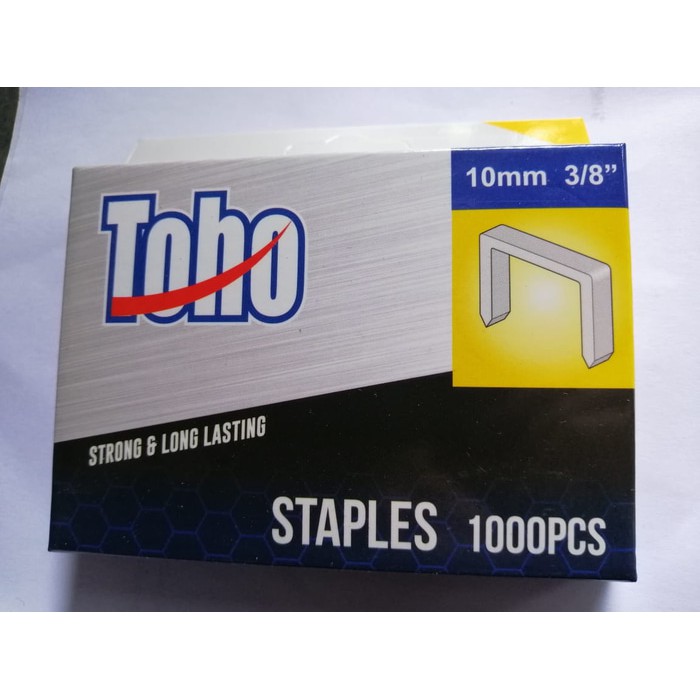 Toho
10mm 3/8”
STRONG & LONG LASTING
STAPLES 1000PCS